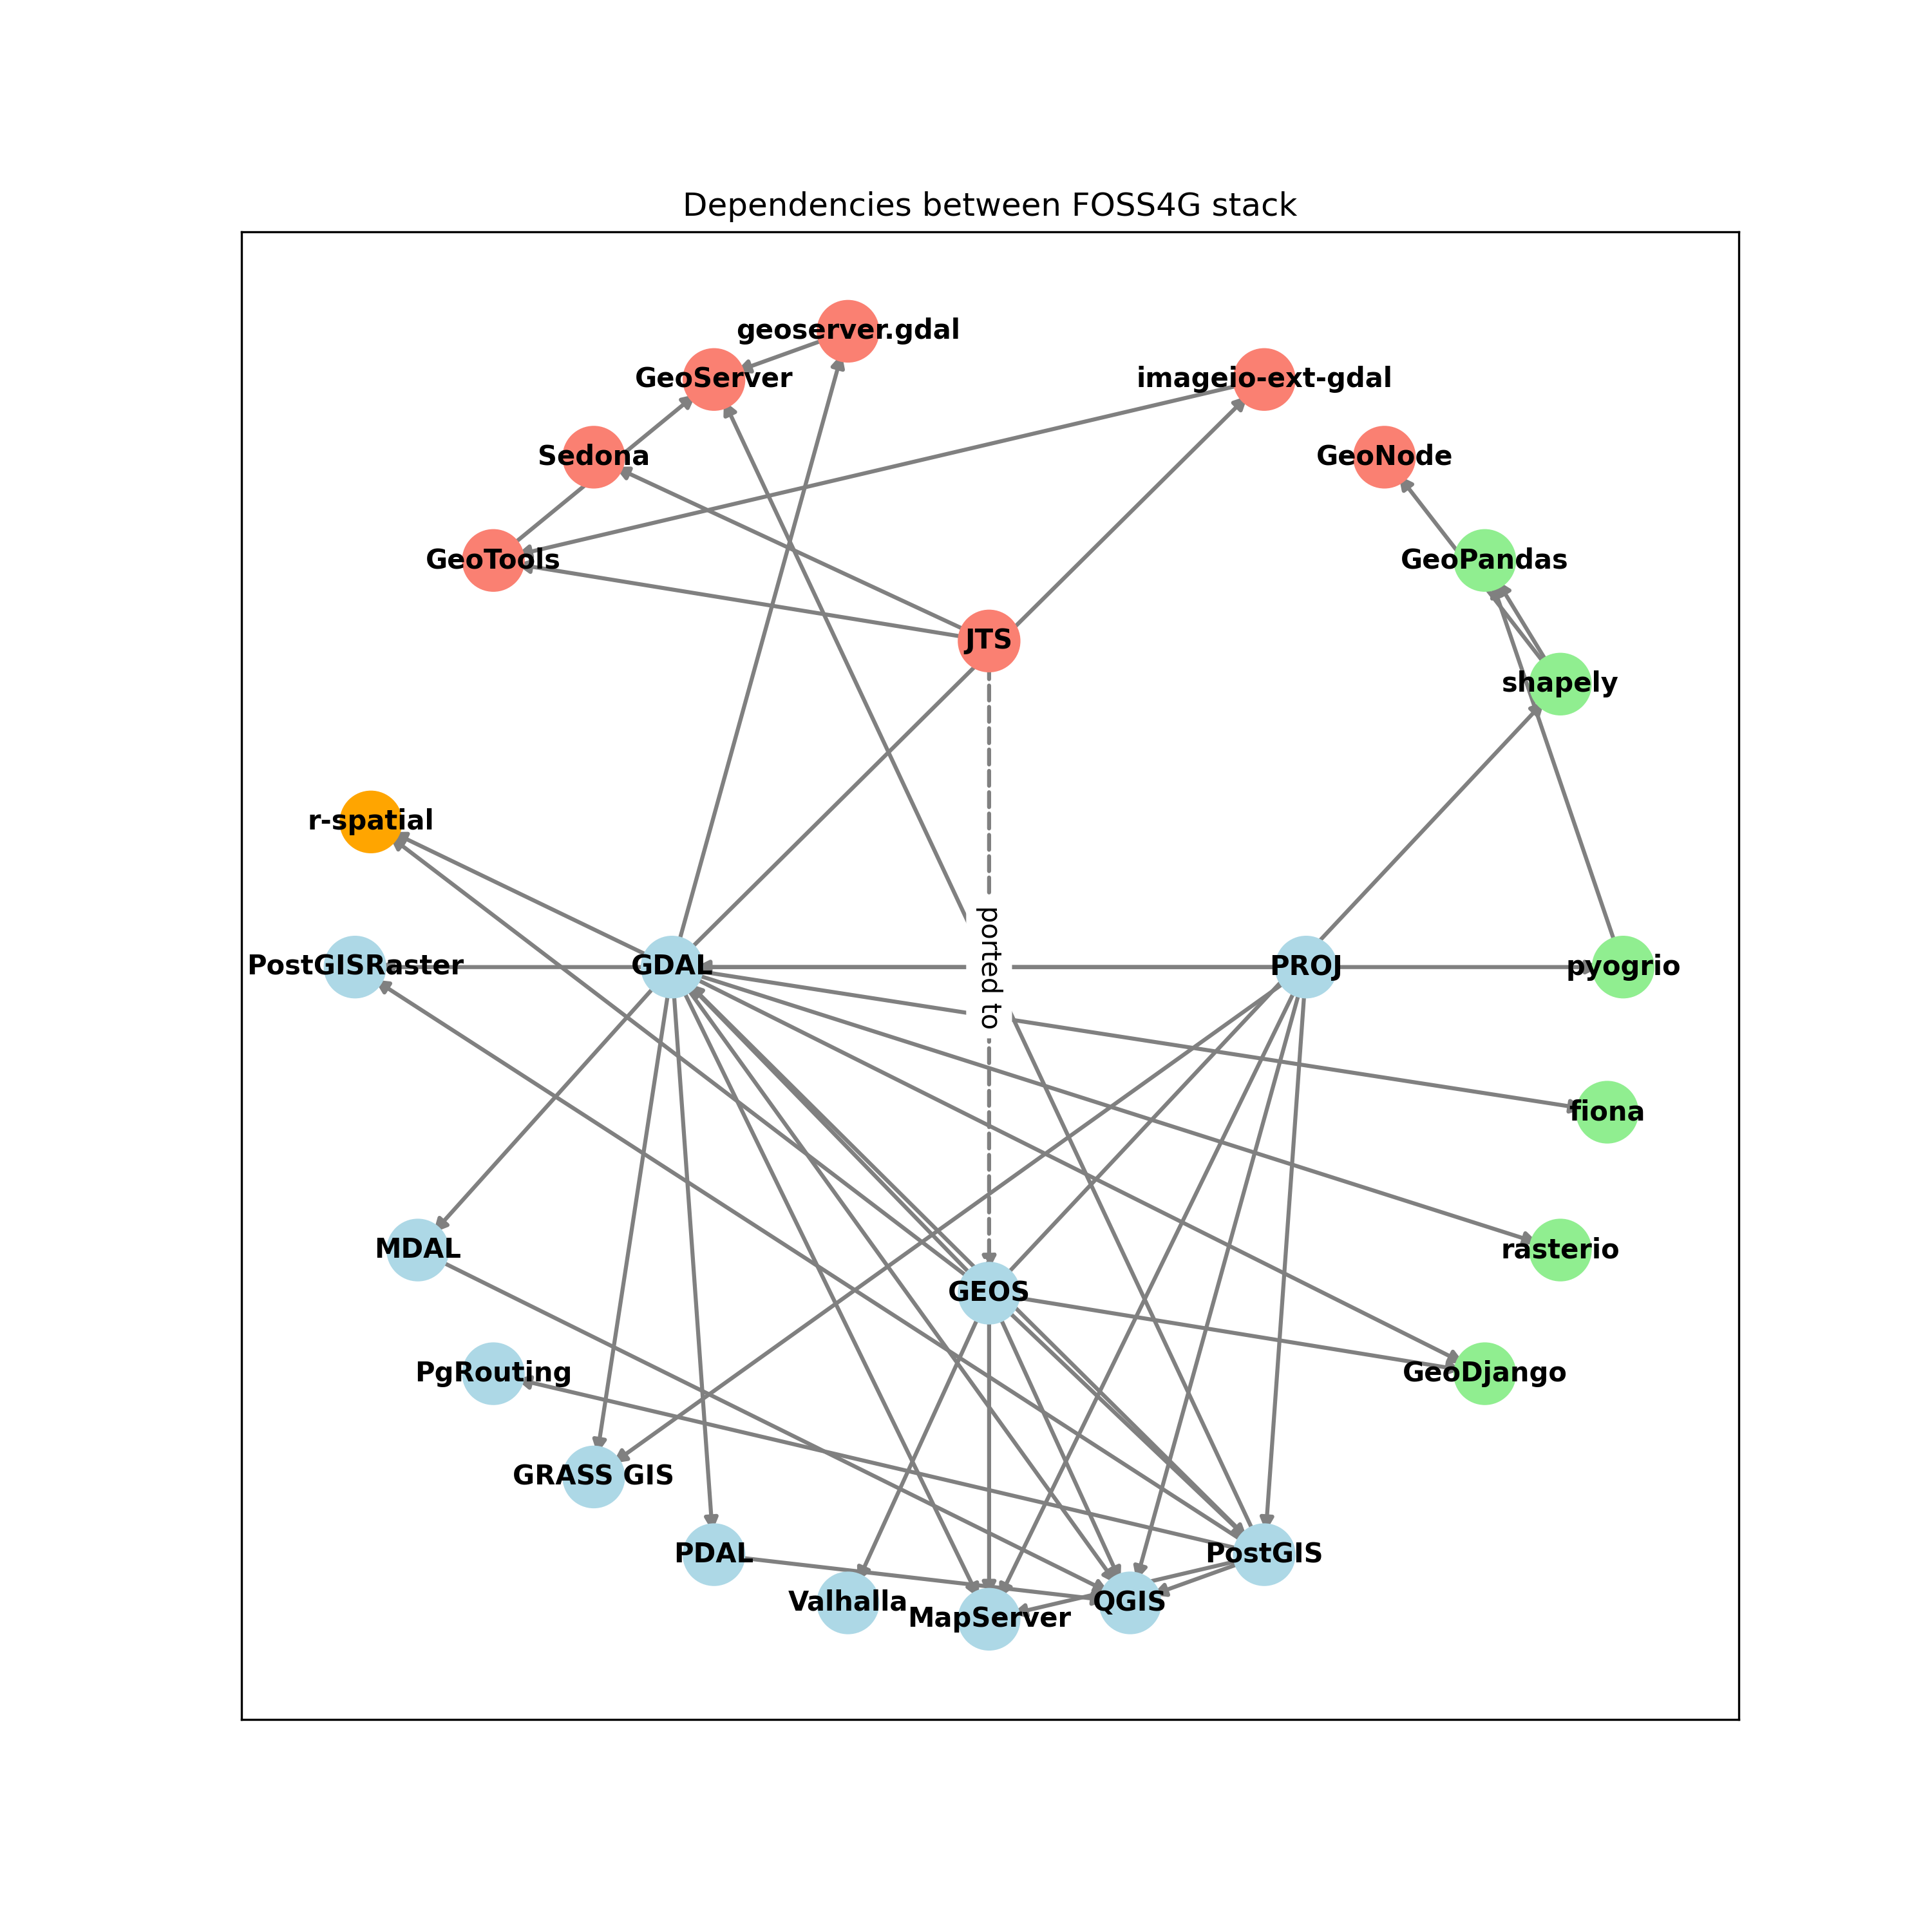 Dependencies between FOSS4G stack
geoserver.gdal
GeoServer
imageio-ext-gdal
Sedona
GeoNode
GeoTools
GeoPandas
JTS
shapely
r-spatial
PostGISRaster
GDAL
ported to
PROJ
pyogrio
fiona
MDAL
rasterio
GEOS
PgRouting
GeoDjango
GRASS GIS
PDAL
PostGIS
Valhalla
QGIS
MapServer